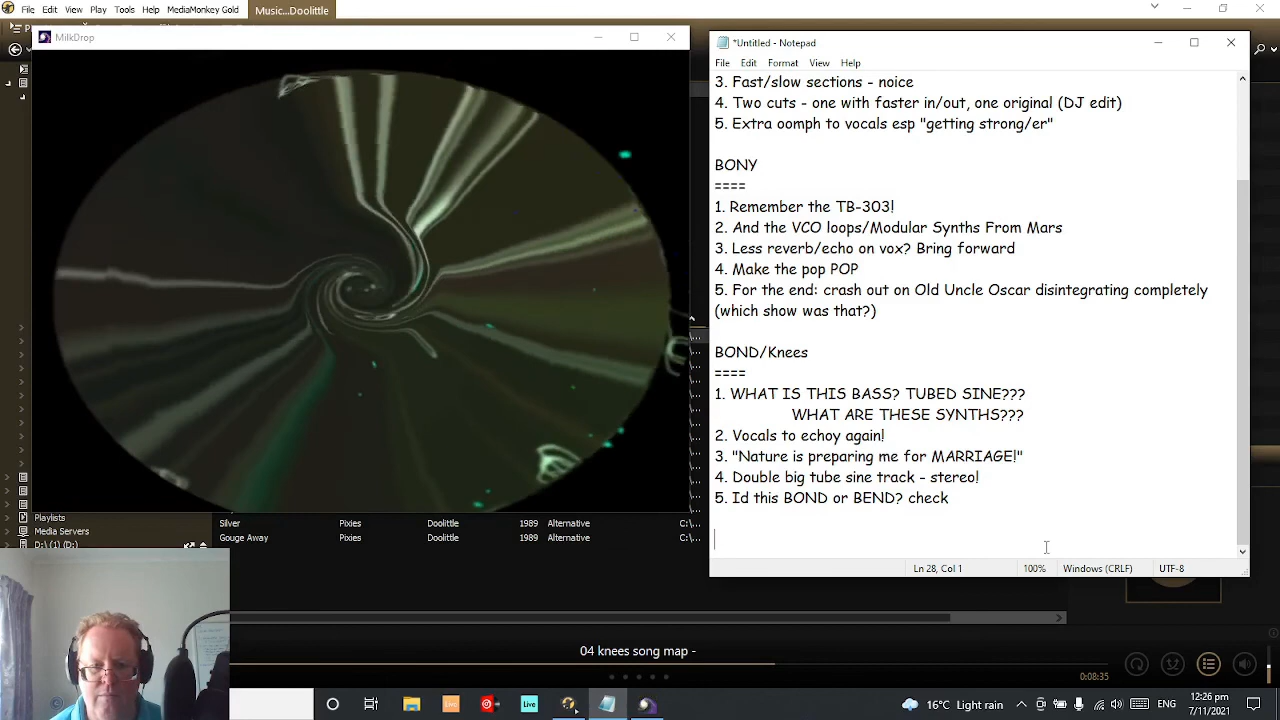 File Edit View Play Tools Help MediaMonkey Gold Music...Doolittle
MilkDrop
*Untitled - Notepad
File Edit Format View Help
3. Fast/slow sections - noice
4. Two cuts - one with faster in/out, one original (DJ edit)
5. Extra oomph to vocals esp "getting strong/er"
BONY
====
1. Remember the TB-303!
2. And the VCO loops/Modular Synths From Mars
3. Less reverb/echo on vox? Bring forward
4. Make the pop POP
5. For the end: crash out on Old Uncle Oscar disintegrating completely
(which show was that?)
BOND/Knees
====
1. WHAT IS THIS BASS? TUBED SINE???
WHAT ARE THESE SYNTHS???
2. Vocals to echoy again!
3. "Nature is preparing me for MARRIAGE!"
4. Double big tube sine track - stereo!
5. Id this BOND or BEND? check
Ln 28, Col 1 100% Windows (CRLF) UTF-8
Playlists
Media Servers
D:\ (1) (D:)
Silver Pixies Doolittle 1989 Alternative C:\...
Gouge Away Pixies Doolittle 1989 Alternative C:\...
04 knees song map -
0:08:35
Live Live
16°C Light rain ENG 12:26 pm
7/11/2021